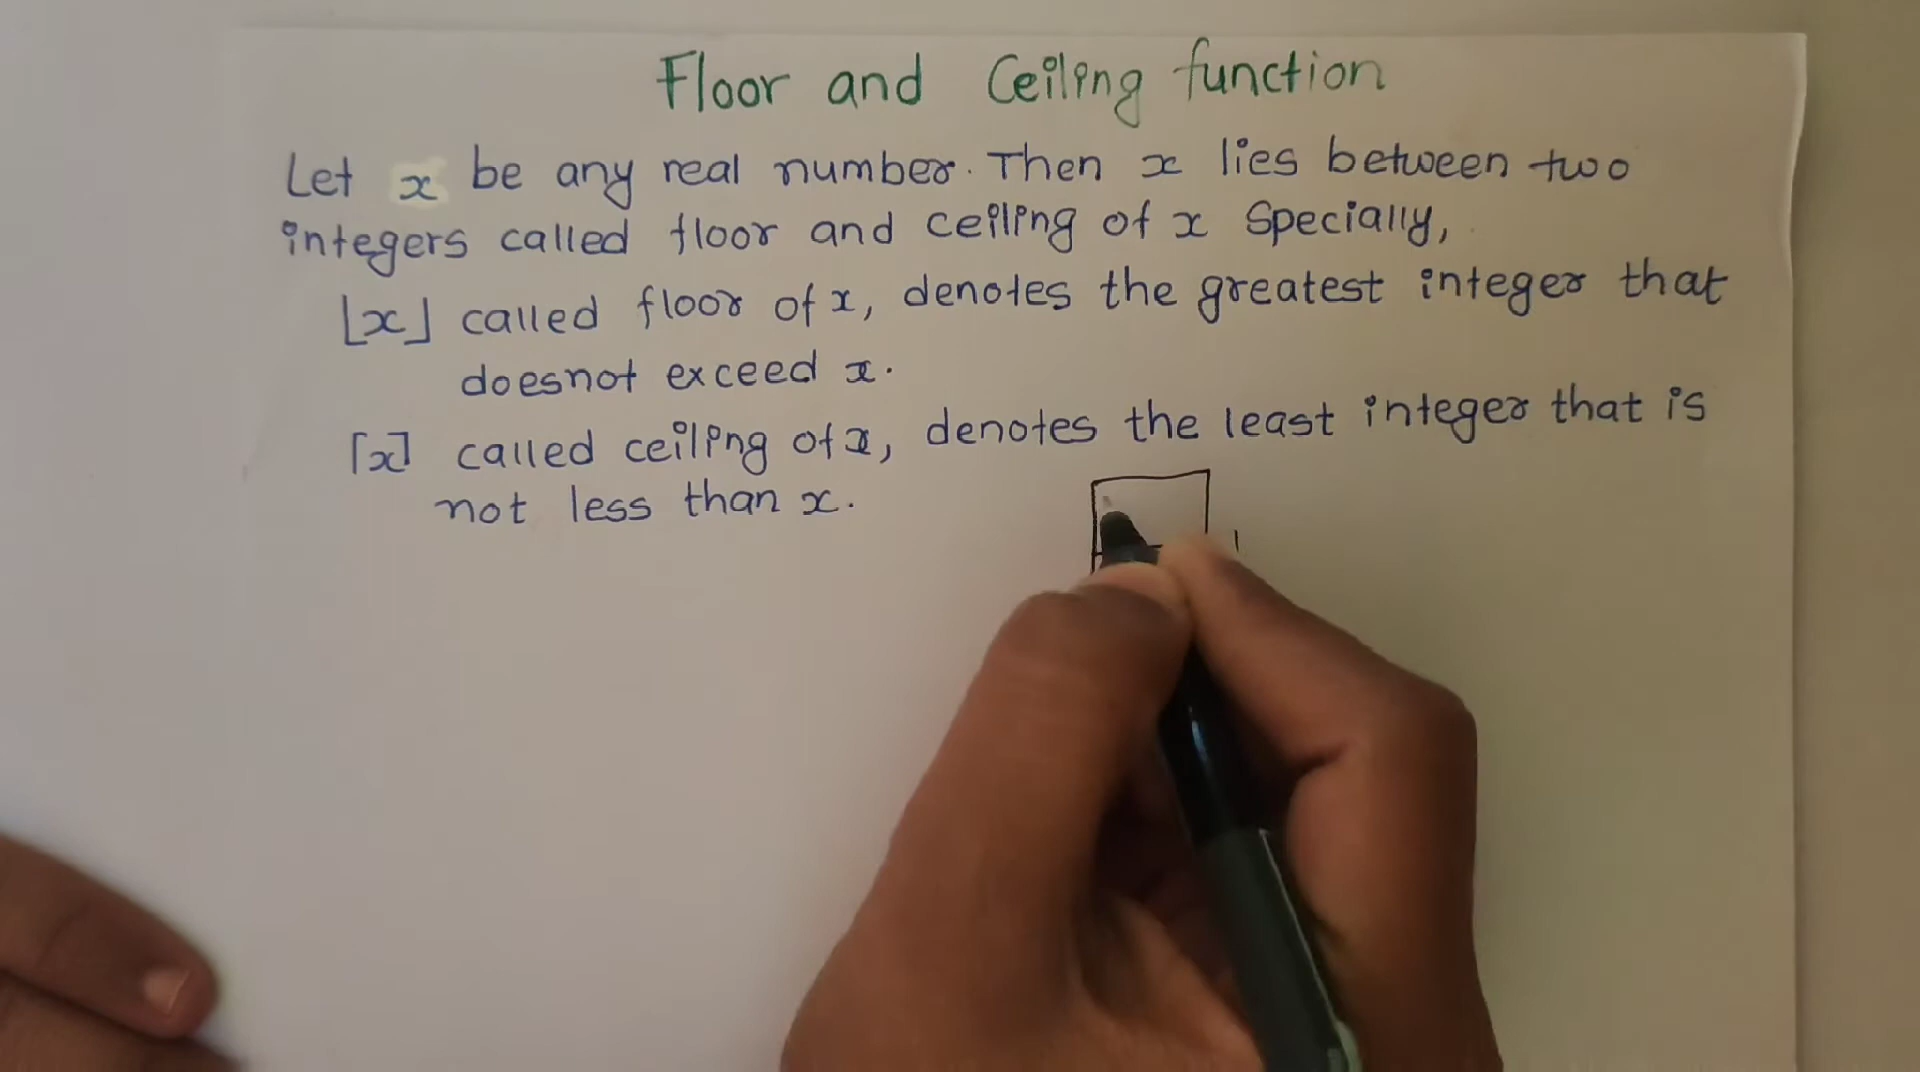 Floor and Ceiling function
Let x be any real number. Then x lies between two
integers called floor and ceiling of x Specially,
⌊x⌋ called floor of x, denotes the greatest integer that
doesnot exceed x.
⌈x⌉ called ceiling of x, denotes the least integer that is
not less than x.